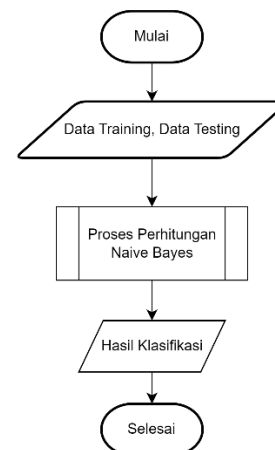 Mulai
Data Training, Data Testing
Proses Perhitungan
Naive Bayes
Hasil Klasifikasi
Selesai